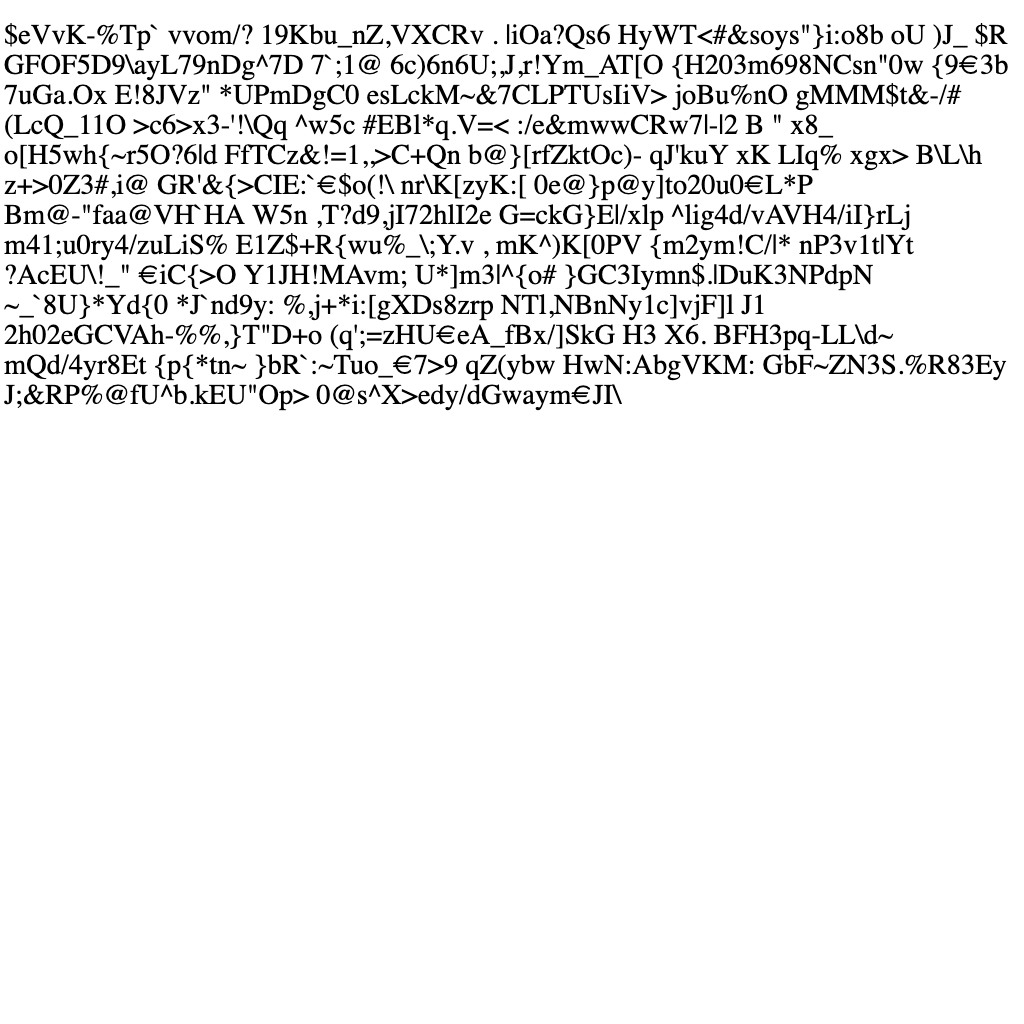 $eVvK-%Tp` vvom/? 19Kbu_nZ,VXCRv . |iOa?Qs6 HyWT<#&soys"}i:o8b oU )J_ $R
GFOF5D9\ayL79nDg^7D 7`;1@ 6c)6n6U;,J,r!Ym_AT[O {H203m698NCsn"0w {9€3b
7uGa.Ox E!8JVz" *UPmDgC0 esLckM~&7CLPTUsIiV> joBu%nO gMMM$t&-/#
(LcQ_11O >c6>x3-'!\Qq ^w5c #EBl*q.V=< :/e&mwwCRw7|-|2 B " x8_
o[H5wh{~r5O?6ld FfTCz&!=1,,>C+Qn b@}[rfZktOc)- qJ'kuY xK LIq% xgx> B\L\h
z+>0Z3#,i@ GR'&{>CIE:`€$o(!\ nr\K[zyK:[ 0e@}p@y]to20u0€L*P
Bm@-"faa@VH`HA W5n ,T?d9,jI72hlI2e G=ckG}E|/xlp ^lig4d/vAVH4/iI}rLj
m41;u0ry4/zuLiS% E1Z$+R{wu%_\;Y.v , mK^)K[0PV {m2ym!C/|* nP3v1t|Yt
?AcEU\!_" €iC{>O Y1JH!MAvm; U*]m3|^{o# }GC3Iymn$.|DuK3NPdpN
~_`8U}*Yd{0 *J`nd9y: %,j+*i:[gXDs8zrp NTl,NBnNy1c]vjF]l J1
2h02eGCVAh-%%,}T"D+o (q';=zHU€eA_fBx/]SkG H3 X6. BFH3pq-LL\d~
mQd/4yr8Et {p{*tn~ }bR`:~Tuo_€7>9 qZ(ybw HwN:AbgVKM: GbF~ZN3S.%R83Ey
J;&RP%@fU^b.kEU"Op> 0@s^X>edy/dGwaym€JI\